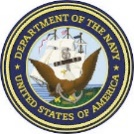 DEPARTMENT OF THE NAVY
UNITED STATES OF AMERICA